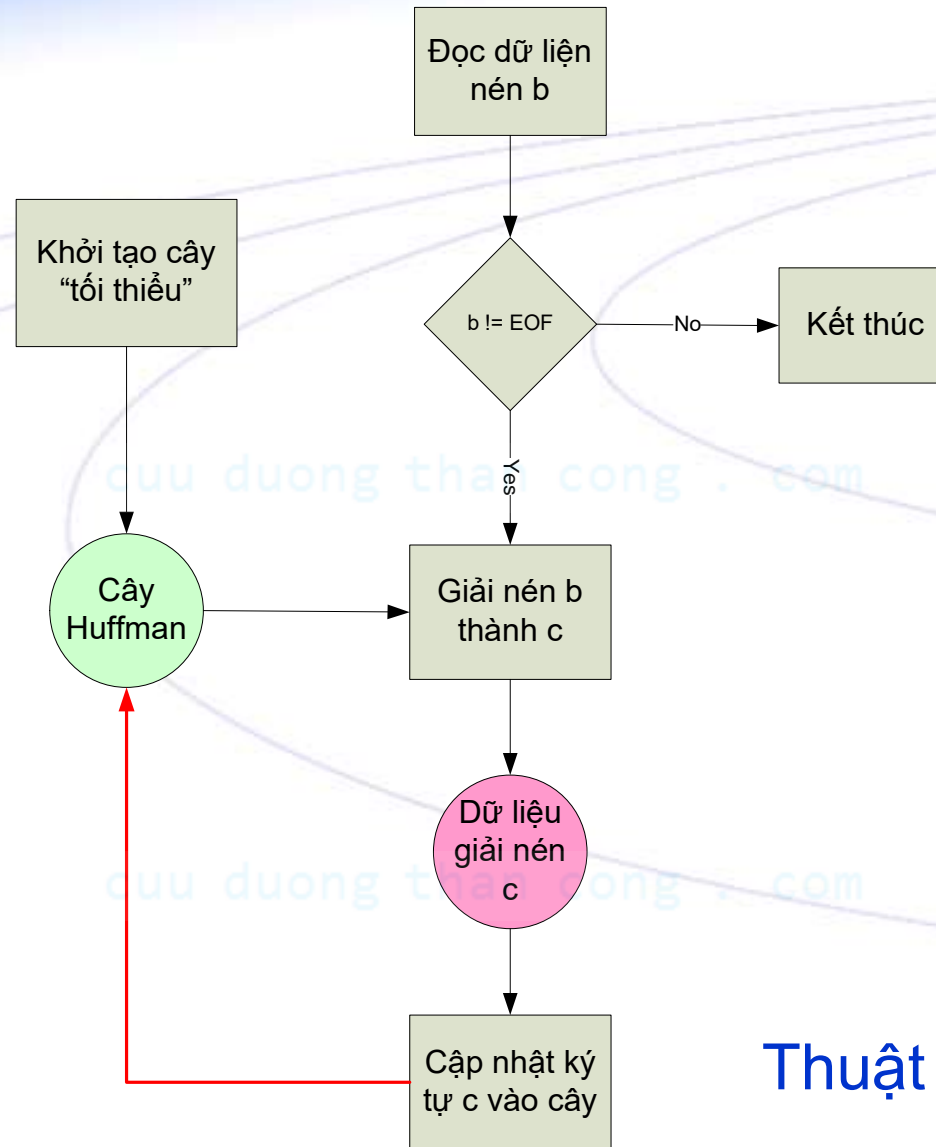 Đọc dữ liện
nén b
Khởi tạo cây
“tối thiểu”
b != EOF
No
Kết thúc
cuu duong than cong . com
Yes
Cây
Huffman
Giải nén b
thành c
Dữ liệu
giải nén
c
cuu duong than cong . com
Cập nhật ký
tự c vào cây
Thuật